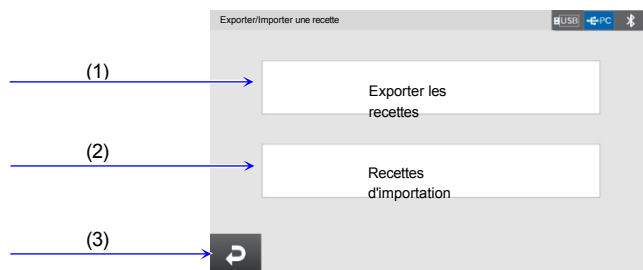 Exporter/Importer une recette
USB PC
(1)
Exporter les
recettes
(2)
Recettes
d'importation
(3)